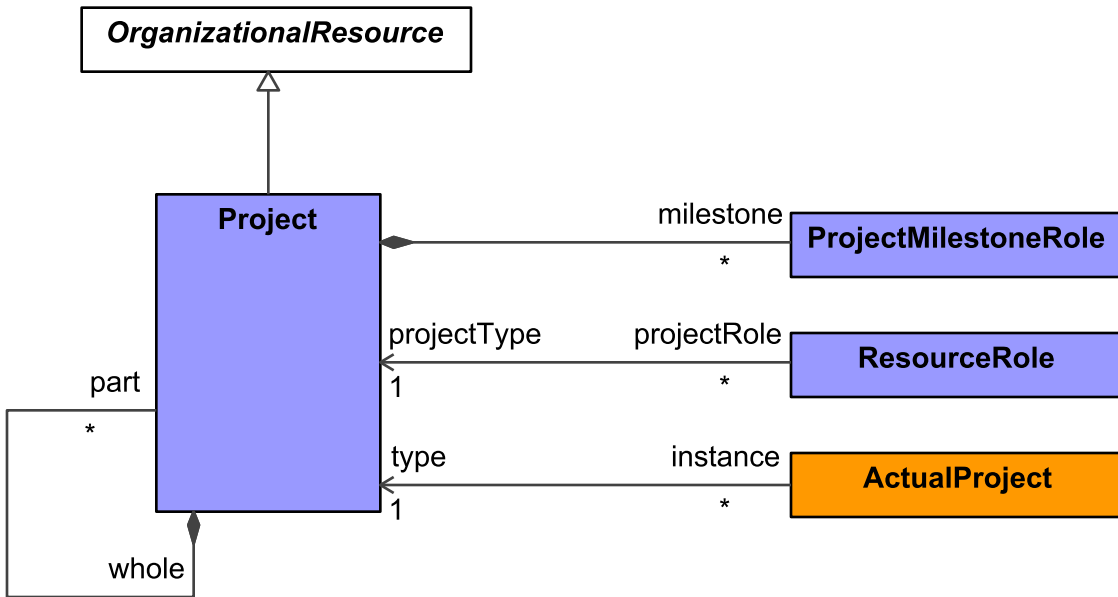 OrganizationalResource
Project
milestone
ProjectMilestoneRole
*
projectType
projectRole
ResourceRole
1
*
part
*
type
instance
ActualProject
1
*
whole